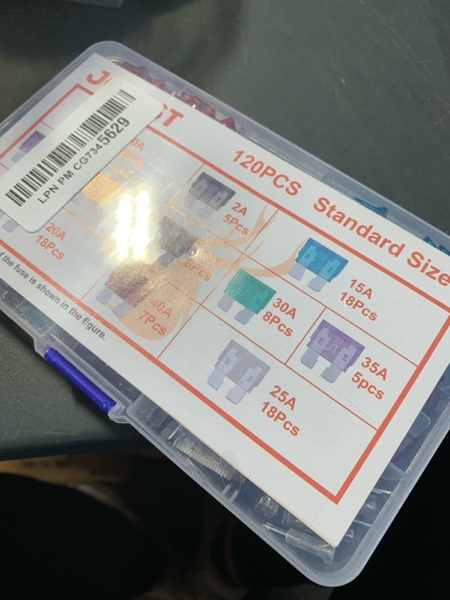 LPN PM CG7345629
120PCS Standard Size
2A
5Pcs
15A
18Pcs
20A
18Pcs
30A
8Pcs
40A
7Pcs
35A
5pcs
25A
18Pcs
of the fuse is shown in the figure.